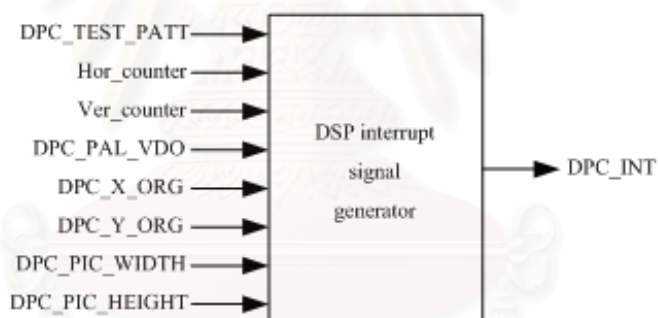 DPC_TEST_PATT
Hor_counter
Ver_counter
DPC_PAL_VDO
DPC_X_ORG
DPC_Y_ORG
DPC_PIC_WIDTH
DPC_PIC_HEIGHT
DSP interrupt
signal
generator
DPC_INT